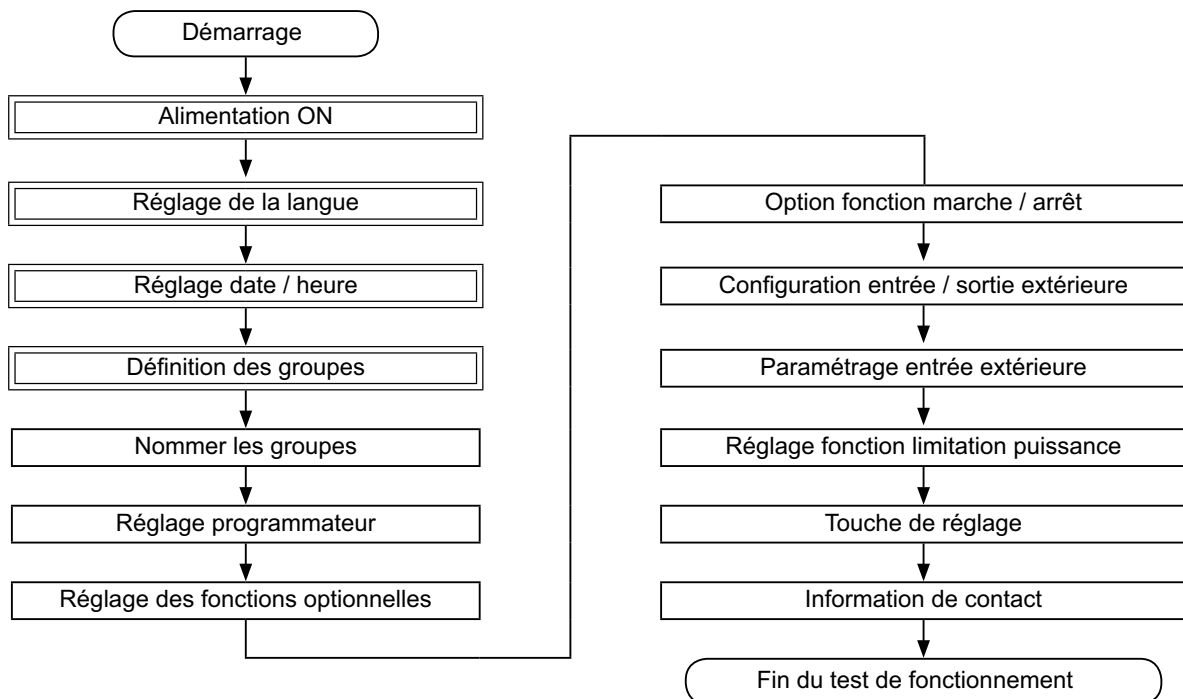 Démarrage
Alimentation ON
Réglage de la langue
Réglage date / heure
Définition des groupes
Nommer les groupes
Réglage programmateur
Réglage des fonctions optionnelles
Option fonction marche / arrêt
Configuration entrée / sortie extérieure
Paramétrage entrée extérieure
Réglage fonction limitation puissance
Touche de réglage
Information de contact
Fin du test de fonctionnement